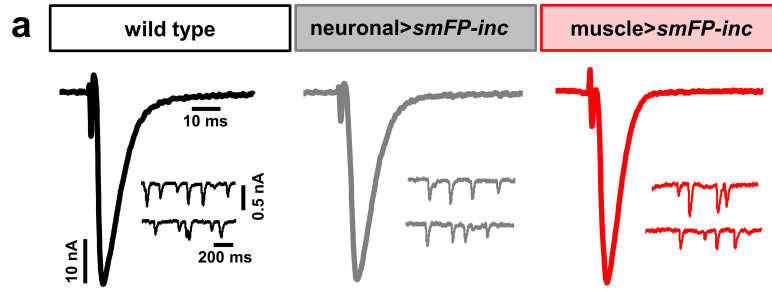 a
wild type
neuronal>smFP-inc
muscle>smFP-inc
10 ms
0.5 nA
10 nA
200 ms